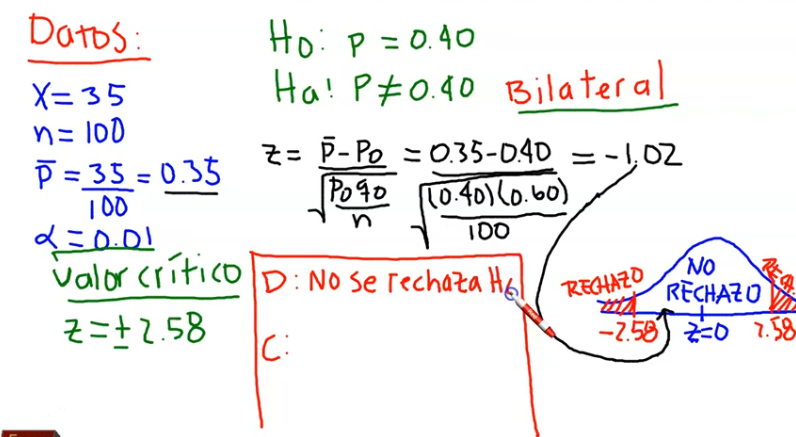 Datos:
X = 35
n = 100
p̄ = 35/100 = 0.35
α = 0.01
Valor crítico
z = ± 2.58
Ho: p = 0.40
Ha: P ≠ 0.40 Bilateral
z = (p̄ - Po)/√(Po qo/n) = (0.35 - 0.40)/√((0.40)(0.60)/100) = -1.02
D: No se rechaza H
C:
RECHAZO
NO
RECHAZO
-2.58
z=0
2.58